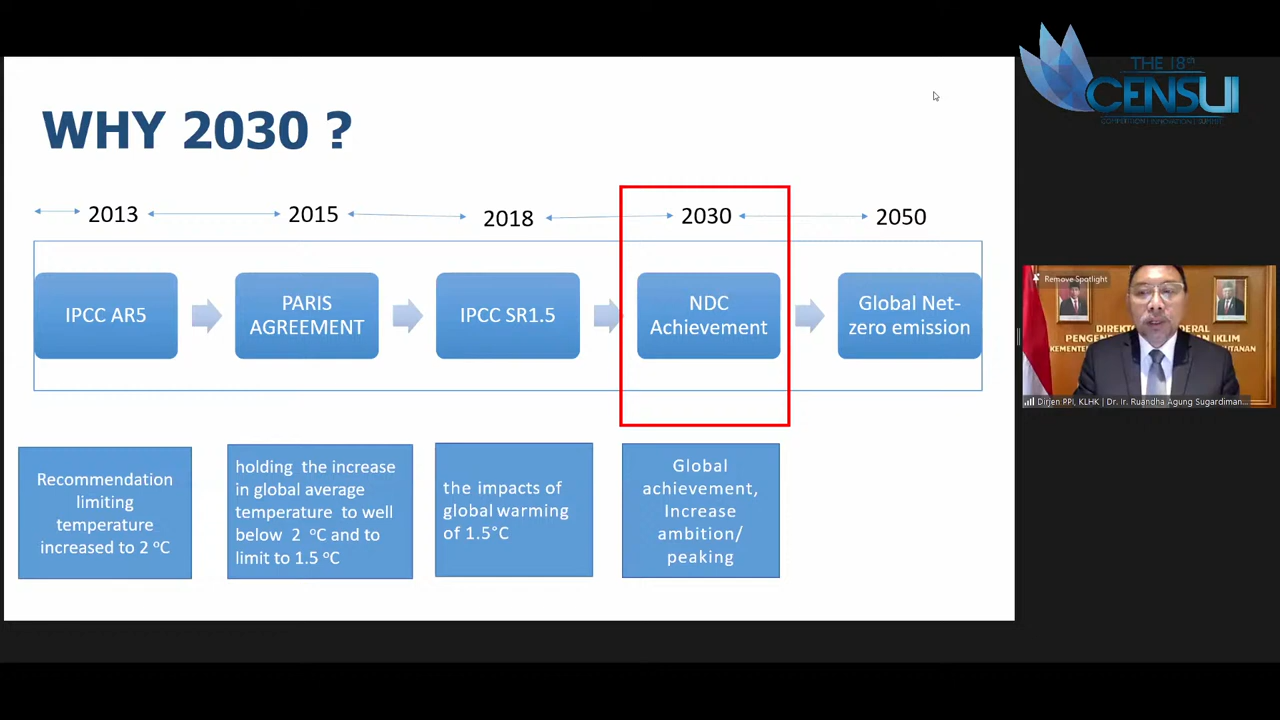 THE 18th
CENSUI
WHY 2030 ?
2013
2015
2018
2030
2050
IPCC AR5
PARIS
AGREEMENT
IPCC SR1.5
NDC
Achievement
Global Net-
zero emission
Recommendation
limiting
temperature
increased to 2 ºC
holding the increase
in global average
temperature to well
below 2 ºC and to
limit to 1.5 ºC
the impacts of
global warming
of 1.5°C
Global
achievement,
Increase
ambition/
peaking
Remove Spotlight
Dirjen PPI, KLHK | Dr. Ir. Ruandha Agung Sugardiman...